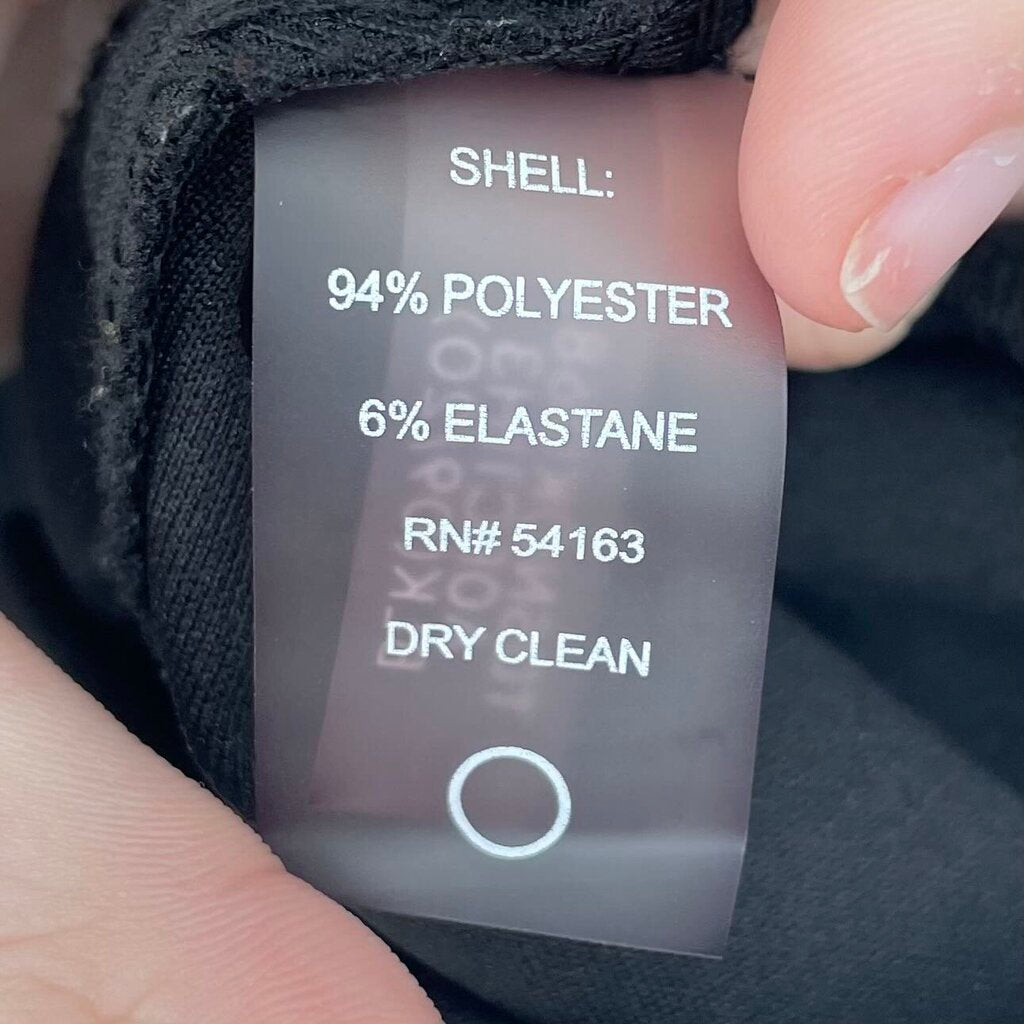 SHELL:
94% POLYESTER
6% ELASTANE
RN# 54163
DRY CLEAN